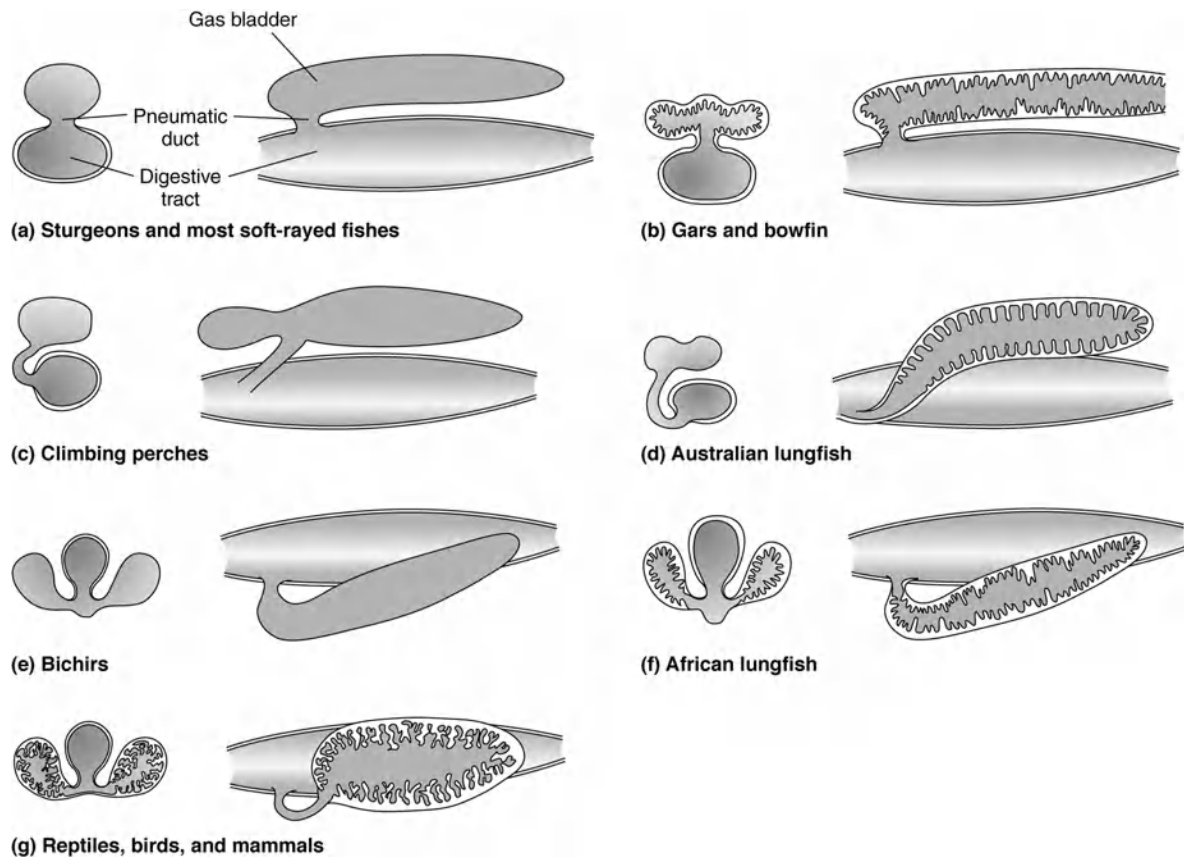 Gas bladder
Pneumatic
duct
Digestive
tract
(a) Sturgeons and most soft-rayed fishes
(b) Gars and bowfin
(c) Climbing perches
(d) Australian lungfish
(e) Bichirs
(f) African lungfish
(g) Reptiles, birds, and mammals